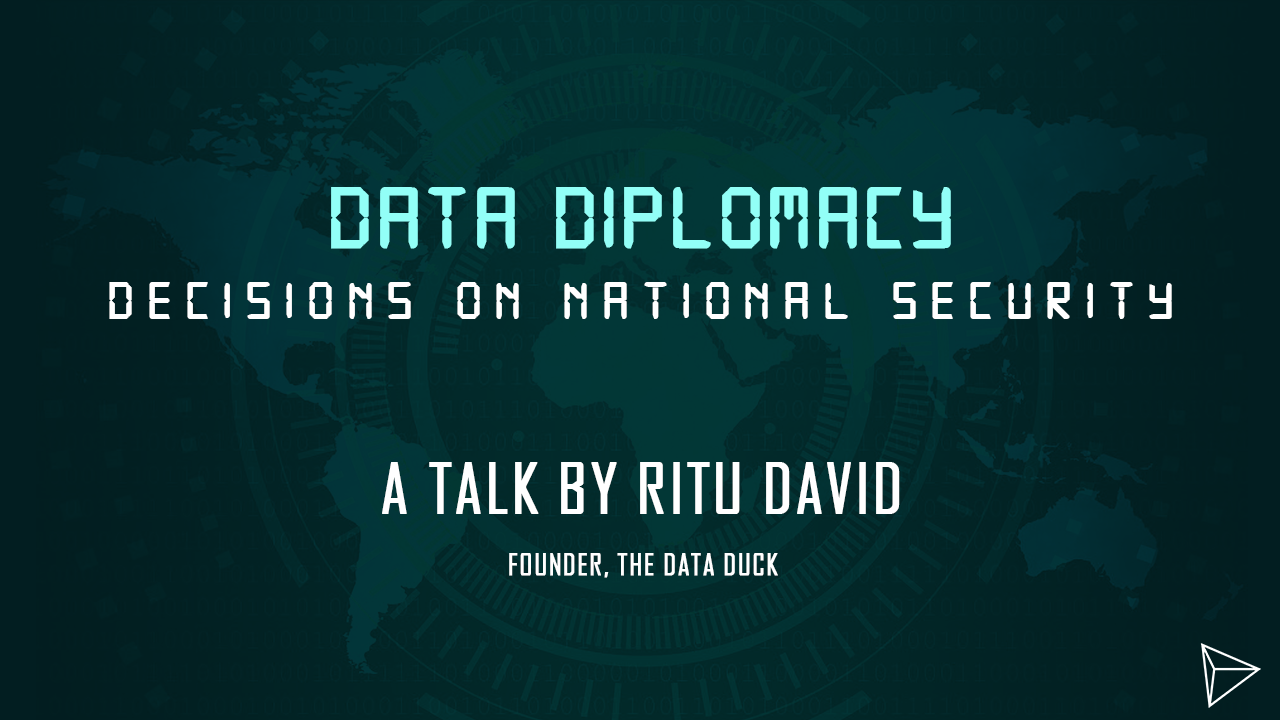 DATA DIPLOMACY
DECISIONS ON NATIONAL SECURITY
A TALK BY RITU DAVID
FOUNDER, THE DATA DUCK